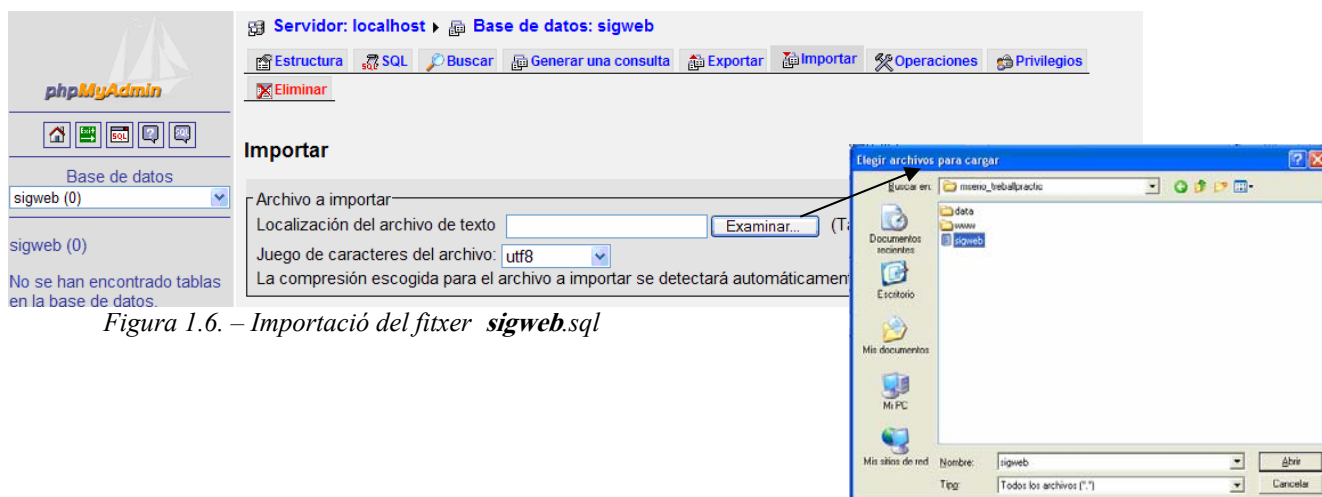 Servidor: localhost Base de datos: sigweb
Estructura SQL Buscar Generar una consulta Exportar Importar Operaciones Privilegios
Eliminar
phpMyAdmin
Base de datos
sigweb (0)
sigweb (0)
No se han encontrado tablas
en la base de datos.
Importar
Archivo a importar
Localización del archivo de texto Examinar...
Juego de caracteres del archivo: utf8
La compresión escogida para el archivo a importar se detectará
Figura 1.6. – Importació del fitxer sigweb.sql
Elegir archivos para cargar
Buscar en: mserio_treballpractic
data
www
sigweb
Documentos
recientes
Escritorio
Mis documentos
Mi PC
Mis sitios de red
Nombre: sigweb Abrir
Tipo: Todos los archivos (*.*) Cancelar